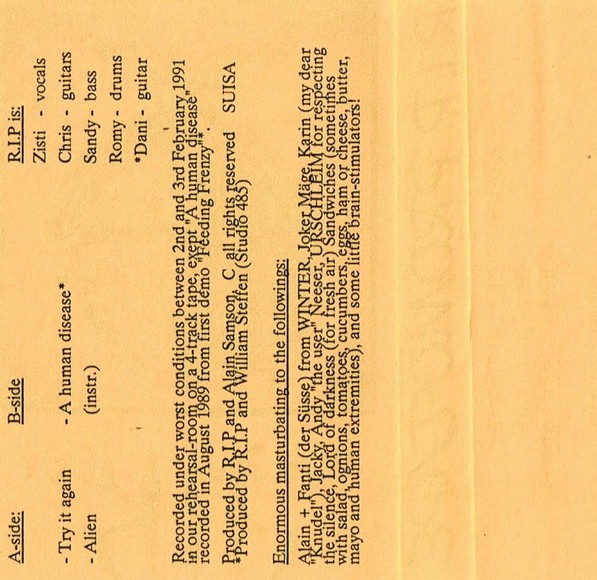 A-side:
- Try it again
- Alien
B-side
- A human disease*
(instr.)
R.I.P is:
Zisti - vocals
Chris - guitars
Sandy - bass
Romy - drums
*Dani - guitar
Recorded under worst conditions between 2nd and 3rd February 1991
in our rehearsal-room on a 4-track tape, exept "A human disease"
recorded in August 1989 from first demo "Feeding Frenzy"*.
Produced by R.I.P and Alain Samson, C all rights reserved SUISA
*Produced by R.I.P and William Steffen (Studio 485)
Enormous masturbating to the followings:
Alain + Fanti (der Süsse) from WINTER, Joker Mäge, Karin (my dear
"Knudel"), Jacky, Andy "the user" Neeser, URSCHLEIM for respecting
the silence, Lord of darkness (for fresh air) Sandwiches (sometimes
with salad, ognions, tomatoes, cucumbers, eggs, ham or cheese, butter,
mayo and human extremities), and some little brain-stimulators!